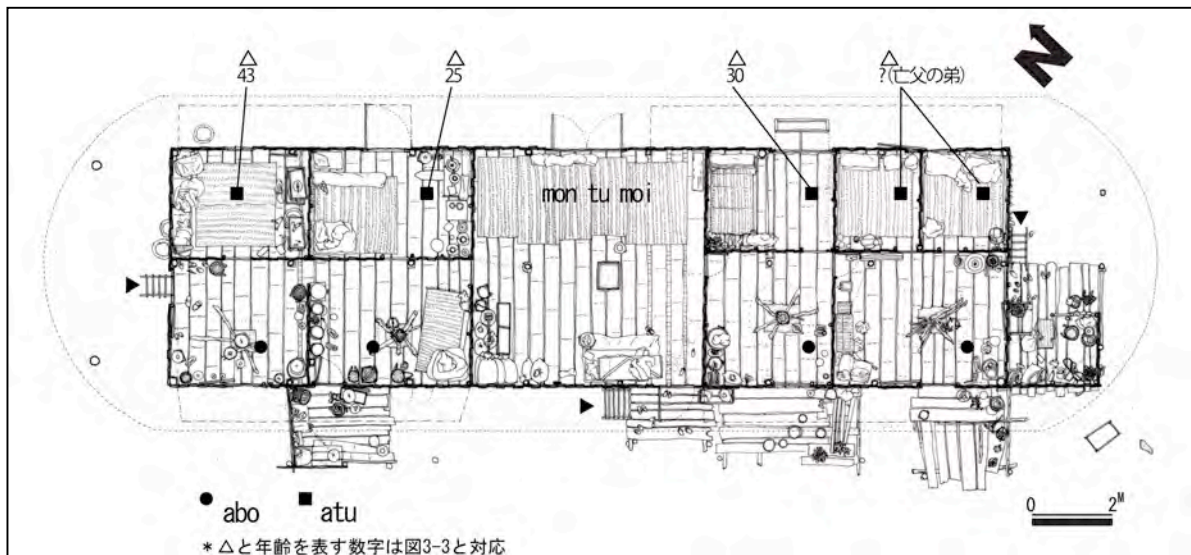 △ △ △ △
43 25 30 ?(亡父の弟)
N
mon tu moi
● abo ■ atu
0 2M
*△と年齢を表す数字は図3-3と対応